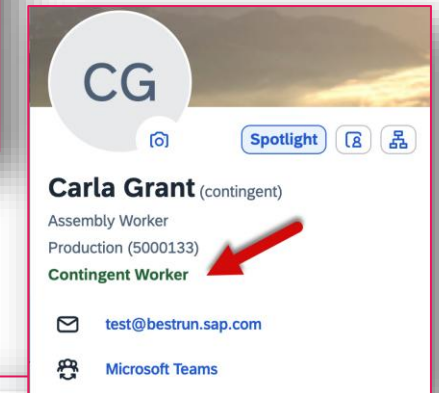 CG
Spotlight
Carla Grant (contingent)
Assembly Worker
Production (5000133)
Contingent Worker
test@bestrun.sap.com
Microsoft Teams